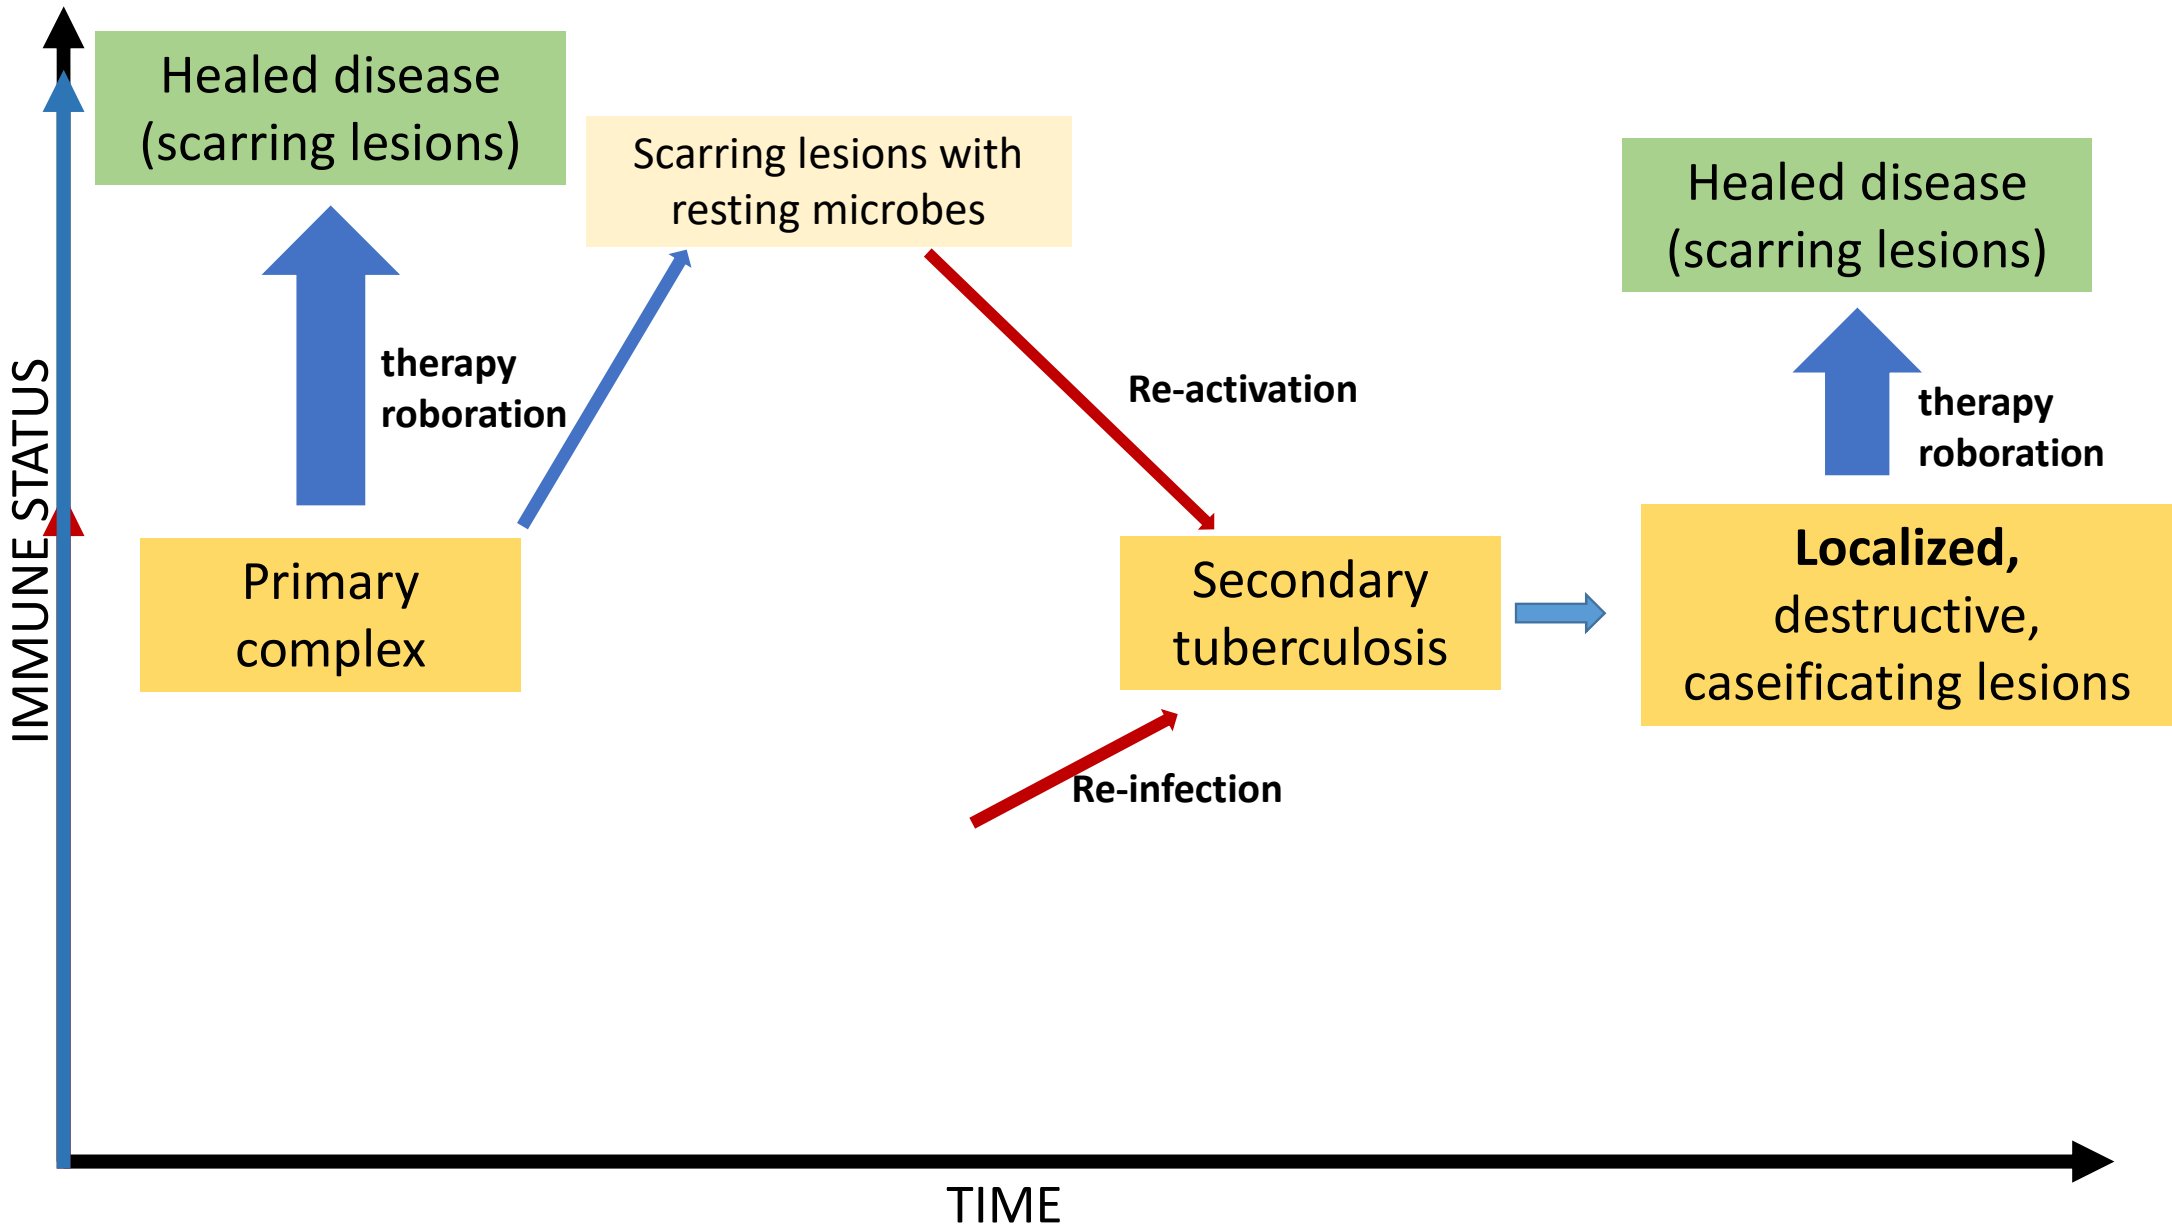 Healed disease
(scarring lesions)
Scarring lesions with
resting microbes
Healed disease
(scarring lesions)
therapy
roboration
Re-activation
therapy
roboration
IMMUNE STATUS
Primary
complex
Secondary
tuberculosis
Localized,
destructive,
caseificating lesions
Re-infection
TIME